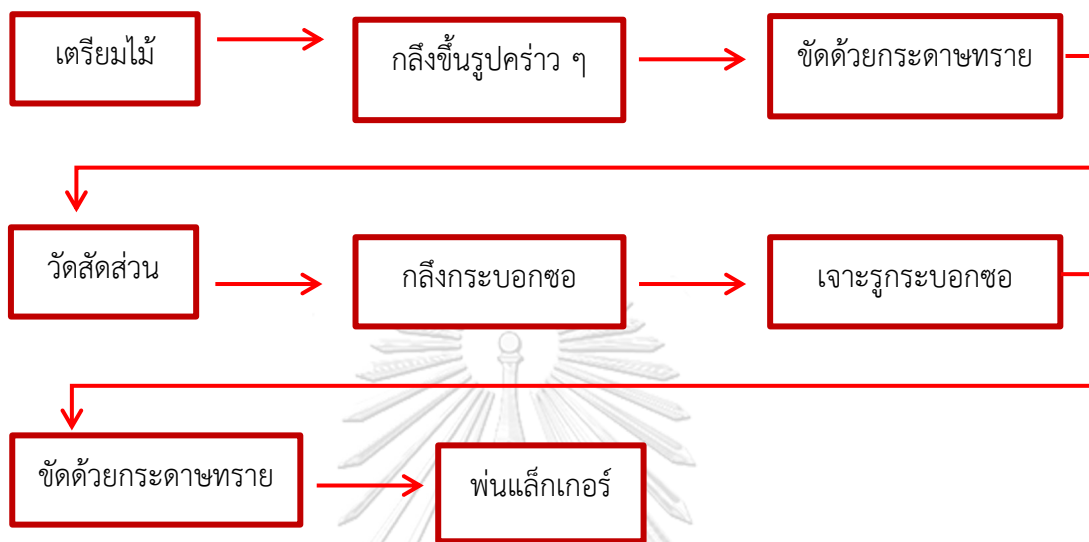 เตรียมไม้
กลึงขึ้นรูปคร่าว ๆ
ขัดด้วยกระดาษทราย
วัดสัดส่วน
กลึงกระบอกซอ
เจาะรูกระบอกซอ
ขัดด้วยกระดาษทราย
พ่นแล็กเกอร์